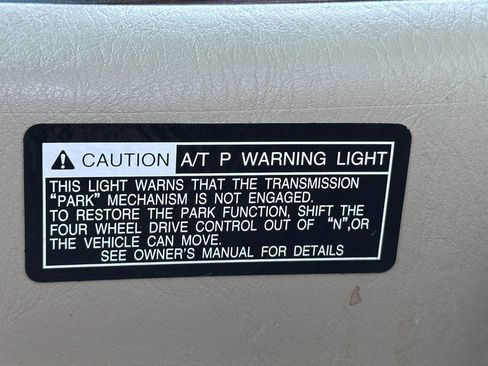 CAUTION A/T P WARNING LIGHT
THIS LIGHT WARNS THAT THE TRANSMISSION
"PARK" MECHANISM IS NOT ENGAGED.
TO RESTORE THE PARK FUNCTION, SHIFT THE
FOUR WHEEL DRIVE CONTROL OUT OF "N",OR
THE VEHICLE CAN MOVE.
SEE OWNER'S MANUAL FOR DETAILS